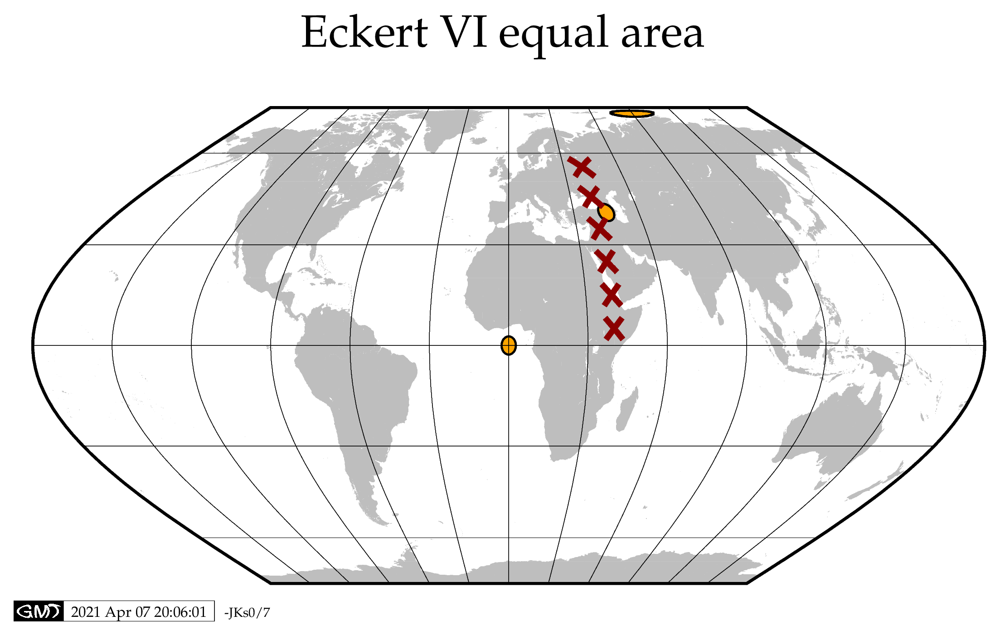 Eckert VI equal area
GMT 2021 Apr 07 20:06:01 -JKs0/7